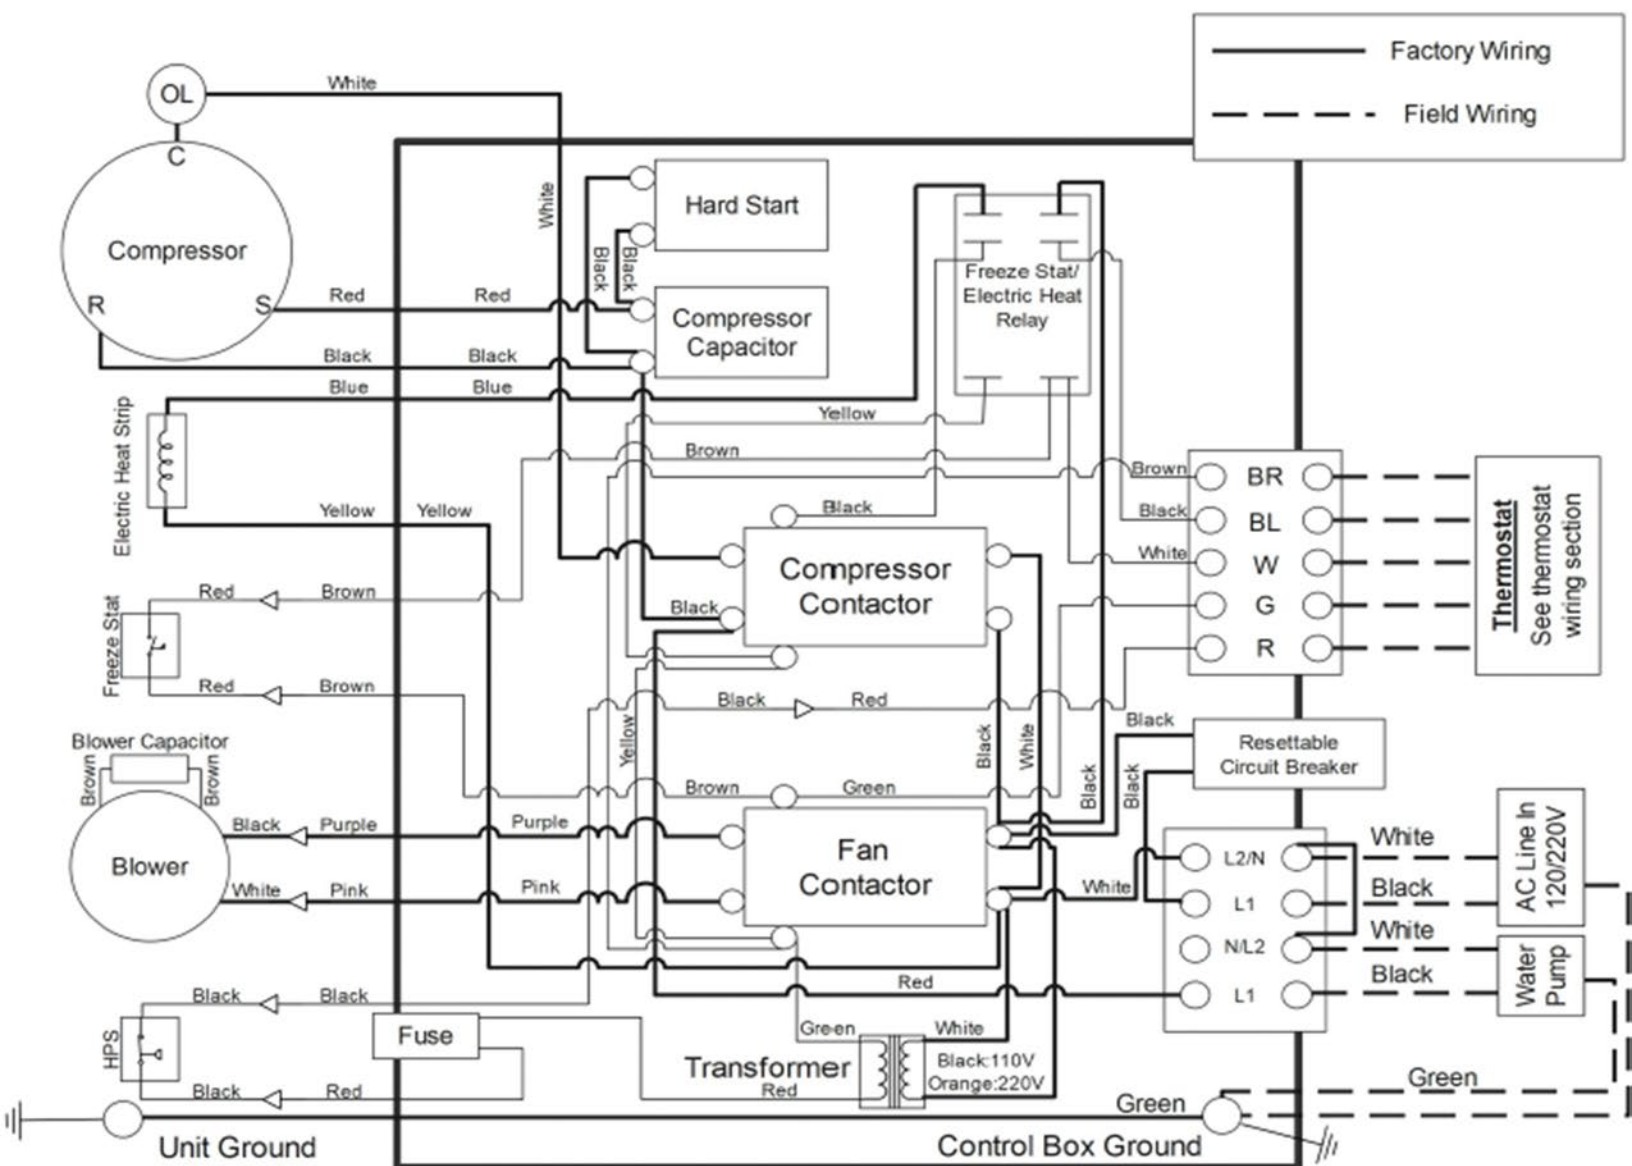 Factory Wiring
Field Wiring
OL
White
C
Compressor
R
S
White
Hard Start
Black
Black
Red
Red
Compressor
Capacitor
Black
Black
Blue
Blue
Freeze Stat/
Electric Heat
Relay
Yellow
Brown
Electric Heat Strip
Yellow
Yellow
Black
Compressor
Contactor
Black
Brown
Black
White
BR
BL
W
G
R
Thermostat
See thermostat
wiring section
Red
Brown
Freeze Stat
Red
Brown
Black
Red
Yellow
Black
White
Black
Black
Black
Resettable
Circuit Breaker
Blower Capacitor
Brown
Brown
Blower
Brown
Green
Black
Purple
Purple
White
Pink
Pink
Fan
Contactor
White
L2/N
L1
N/L2
L1
White
Black
White
Black
AC Line In
120/220V
Water
Pump
Red
Black
Black
HPS
Fuse
Black
Red
Green
White
Transformer
Red
Black:110V
Orange:220V
Green
Green
Unit Ground
Control Box Ground